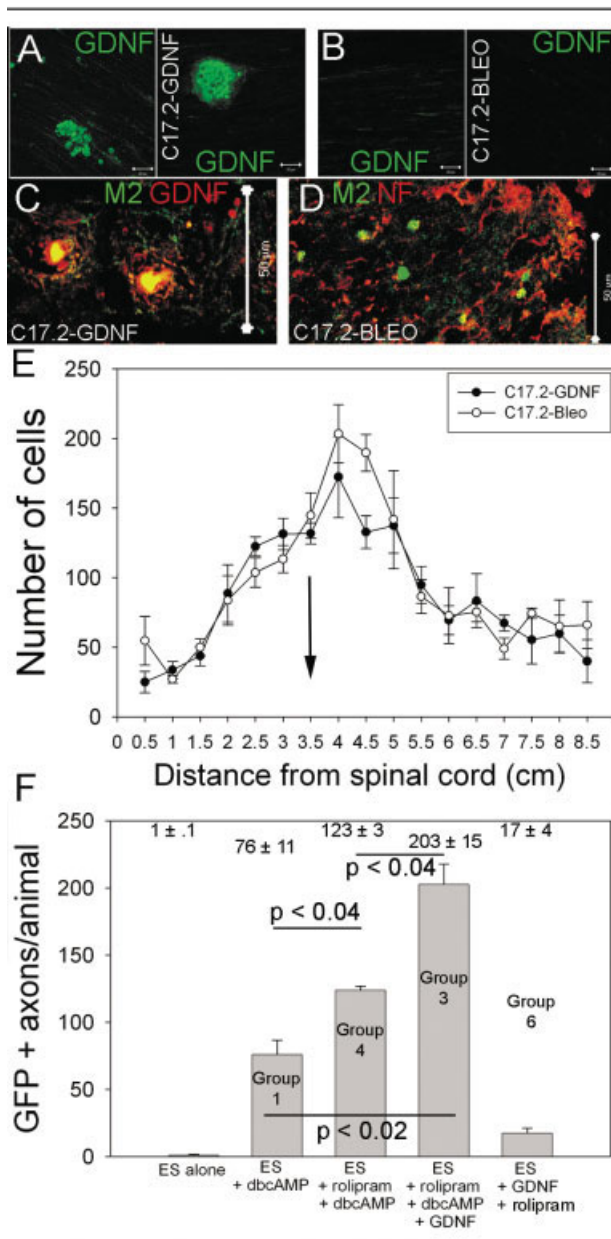 A
GDNF
C17.2-GDNF
GDNF
B
GDNF
C17.2-BLEO
GDNF
C
M2 GDNF
50 µm
C17.2-GDNF
D
M2 NF
50 µm
C17.2-BLEO
E
Number of cells
250
200
150
100
50
0
C17.2-GDNF
C17.2-Bleo
0 0.5 1 1.5 2 2.5 3 3.5 4 4.5 5 5.5 6 6.5 7 7.5 8 8.5
Distance from spinal cord (cm)
F
GFP + axons/animal
250
200
150
100
50
0
1 ± .1
76 ± 11
123 ± 3
203 ± 15
17 ± 4
p < 0.04
p < 0.04
p < 0.02
Group
1
Group
4
Group
3
Group
6
ES alone
ES
+ dbcAMP
ES
+ rolipram
+ dbcAMP
ES
+ rolipram
+ dbcAMP
+ GDNF
ES
+ GDNF
+ rolipram